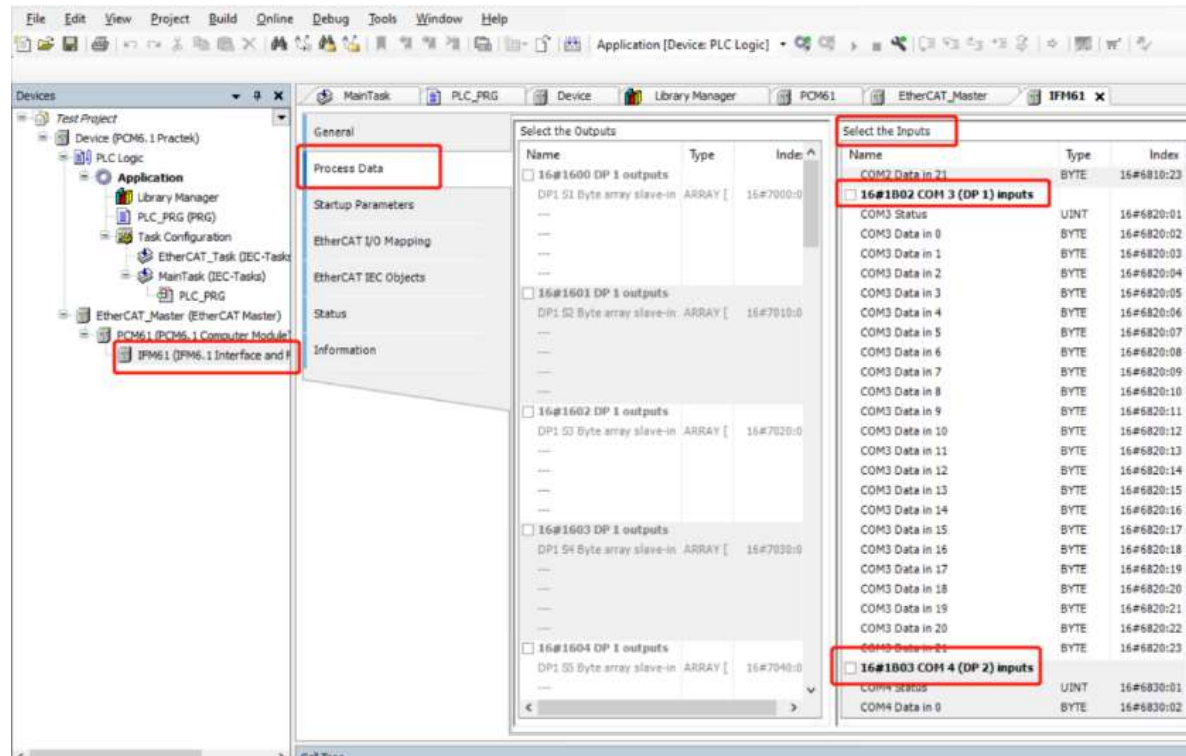 File Edit View Project Build Online Debug Tools Window Help
Application [Device: PLC Logic]
Devices
MainTask PLC_PRG Device Library Manager PCM61 EtherCAT_Master IFM61
Test Project
Device (PCM6.1 Practek)
PLC Logic
Application
Library Manager
PLC_PRG (PRG)
Task Configuration
EtherCAT_Task (IEC-Tasks
MainTask (IEC-Tasks)
PLC_PRG
EtherCAT_Master (EtherCAT Master)
PCM61 (PCM6.1 Computer Module)
IFM61 (IFM6.1 Interface and F
General
Process Data
Startup Parameters
EtherCAT I/O Mapping
EtherCAT IEC Objects
Status
Information
Select the Outputs
Name Type Inde
16#1600 DP 1 outputs
DP1 S1 Byte array slave-in ARRAY [ 16#7000:0
---
---
---
---
16#1601 DP 1 outputs
DP1 S2 Byte array slave-in ARRAY [ 16#7010:0
---
---
---
---
16#1602 DP 1 outputs
DP1 S3 Byte array slave-in ARRAY [ 16#7020:0
---
---
---
---
16#1603 DP 1 outputs
DP1 S4 Byte array slave-in ARRAY [ 16#7030:0
---
---
---
---
16#1604 DP 1 outputs
DP1 S5 Byte array slave-in ARRAY [ 16#7040:0
---
Select the Inputs
Name Type Index
COM2 Data in 21 BYTE 16#6810:23
16#1B02 COM 3 (DP 1) inputs
COM3 Status UINT 16#6820:01
COM3 Data in 0 BYTE 16#6820:02
COM3 Data in 1 BYTE 16#6820:03
COM3 Data in 2 BYTE 16#6820:04
COM3 Data in 3 BYTE 16#6820:05
COM3 Data in 4 BYTE 16#6820:06
COM3 Data in 5 BYTE 16#6820:07
COM3 Data in 6 BYTE 16#6820:08
COM3 Data in 7 BYTE 16#6820:09
COM3 Data in 8 BYTE 16#6820:10
COM3 Data in 9 BYTE 16#6820:11
COM3 Data in 10 BYTE 16#6820:12
COM3 Data in 11 BYTE 16#6820:13
COM3 Data in 12 BYTE 16#6820:14
COM3 Data in 13 BYTE 16#6820:15
COM3 Data in 14 BYTE 16#6820:16
COM3 Data in 15 BYTE 16#6820:17
COM3 Data in 16 BYTE 16#6820:18
COM3 Data in 17 BYTE 16#6820:19
COM3 Data in 18 BYTE 16#6820:20
COM3 Data in 19 BYTE 16#6820:21
COM3 Data in 20 BYTE 16#6820:22
COM3 Data in 21 BYTE 16#6820:23
16#1B03 COM 4 (DP 2) inputs
COM4 Status UINT 16#6830:01
COM4 Data in 0 BYTE 16#6830:02